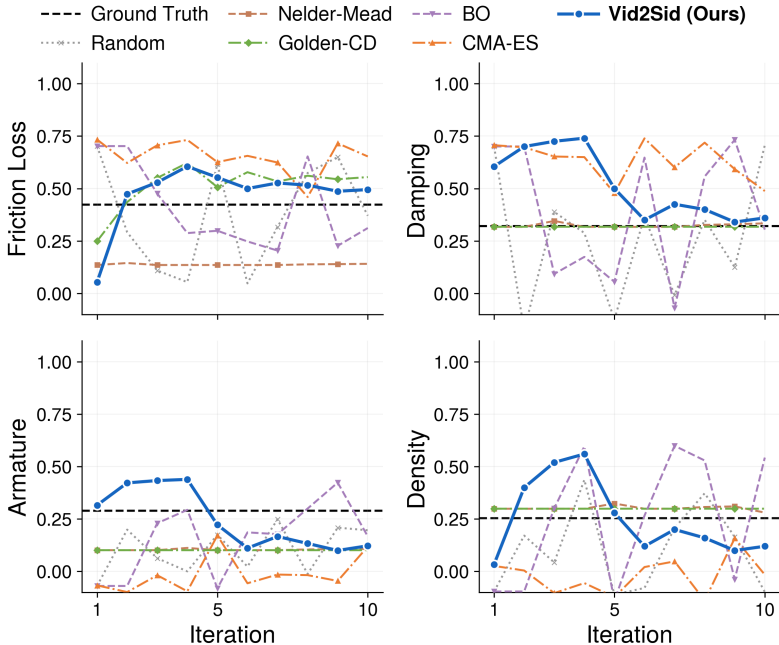 Ground Truth Nelder-Mead BO Vid2Sid (Ours)
Random Golden-CD CMA-ES
Friction Loss
1.00
0.75
0.50
0.25
0.00
Damping
1.00
0.75
0.50
0.25
0.00
Armature
1.00
0.75
0.50
0.25
0.00
1 5 10
Iteration
Density
1.00
0.75
0.50
0.25
0.00
1 5 10
Iteration